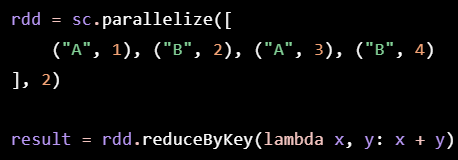 rdd = sc.parallelize([
    ("A", 1), ("B", 2), ("A", 3), ("B", 4)
], 2)
result = rdd.reduceByKey(lambda x, y: x + y)